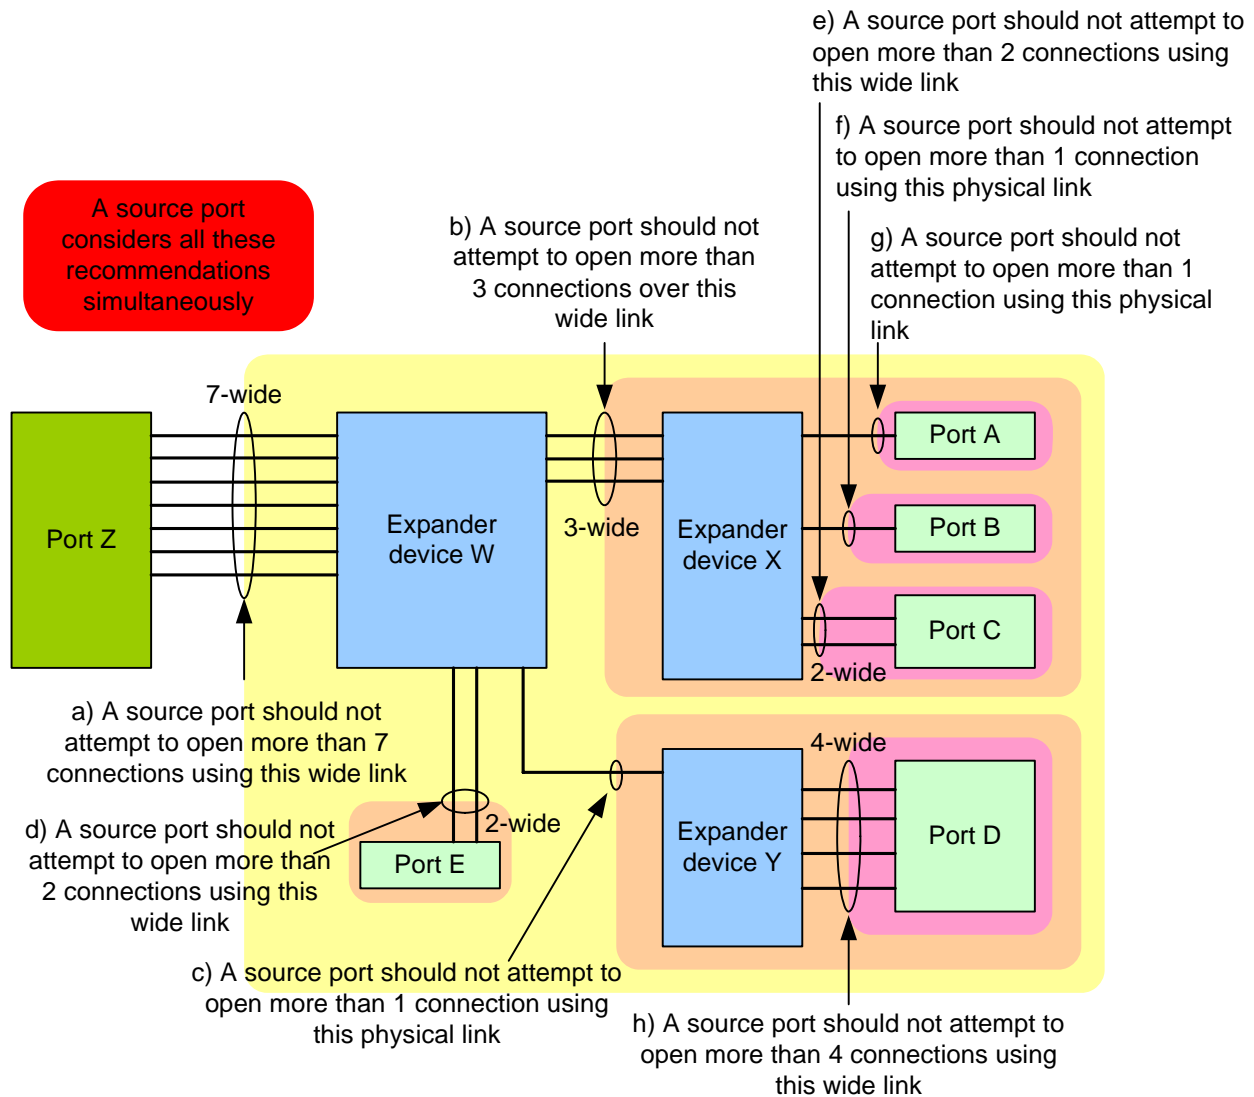 e) A source port should not attempt to
open more than 2 connections using
this wide link
f) A source port should not attempt
to open more than 1 connection
using this physical link
A source port
considers all these
recommendations
simultaneously
b) A source port should not
attempt to open more than
3 connections over this
wide link
g) A source port should not
attempt to open more than 1
connection using this physical
link
7-wide
Port Z
Expander
device W
3-wide
Expander
device X
Port A
Port B
Port C
2-wide
a) A source port should not
attempt to open more than 7
connections using this wide link
4-wide
d) A source port should not
attempt to open more than
2 connections using this
wide link
2-wide
Port E
Expander
device Y
Port D
c) A source port should not attempt to
open more than 1 connection using
this physical link
h) A source port should not attempt to
open more than 4 connections using
this wide link